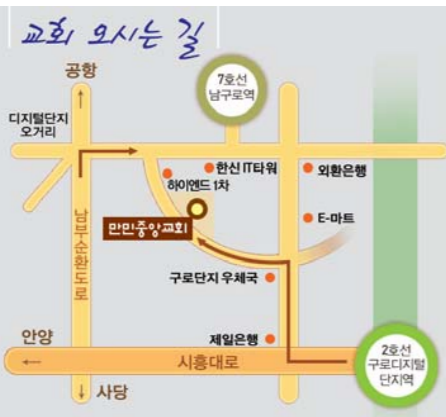 교회 오시는 길
공항
7호선
남구로역
디지털단지
오거리
한신 IT타워
외환은행
하이엔드 1차
E-마트
만민중앙교회
남부순환도로
구로단지 우체국
안양
제일은행
2호선
구로디지털
단지역
시흥대로
사당